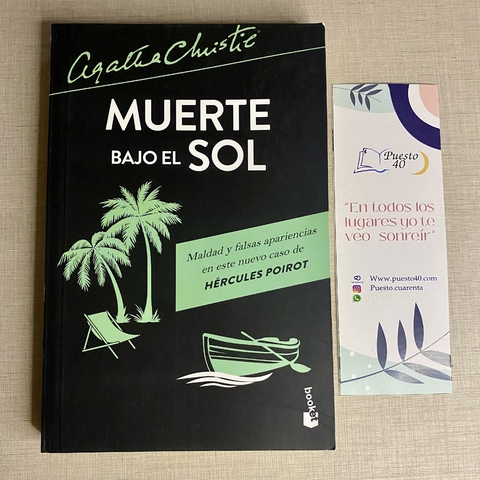 Agatha Christie
MUERTE
BAJO EL SOL
Maldad y falsas apariencias
en este nuevo caso de
HÉRCULES POIROT
booket
Puesto
40
"En todos los
lugares yo te
veo sonreír"
Www.puesto40.com
Puesto.cuarenta